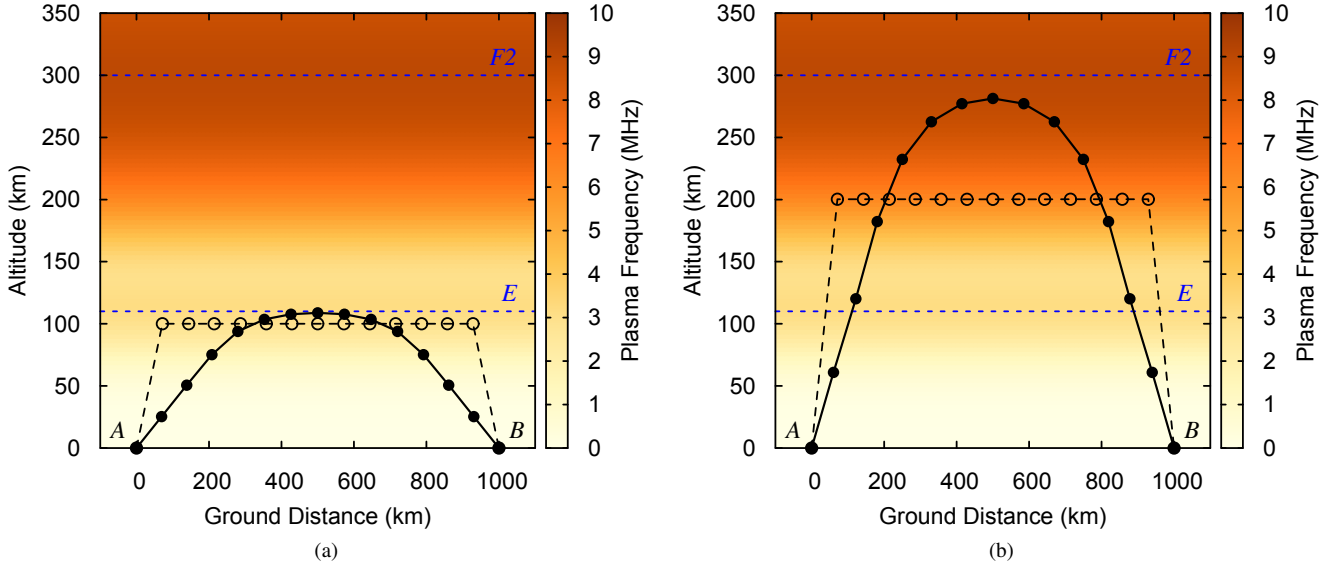 350
300
250
200
150
100
50
0
Altitude (km)
F2
E
A
B
0 200 400 600 800 1000
Ground Distance (km)
10
9
8
7
6
5
4
3
2
1
0
Plasma Frequency (MHz)
(a)
350
300
250
200
150
100
50
0
Altitude (km)
F2
E
A
B
0 200 400 600 800 1000
Ground Distance (km)
10
9
8
7
6
5
4
3
2
1
0
Plasma Frequency (MHz)
(b)